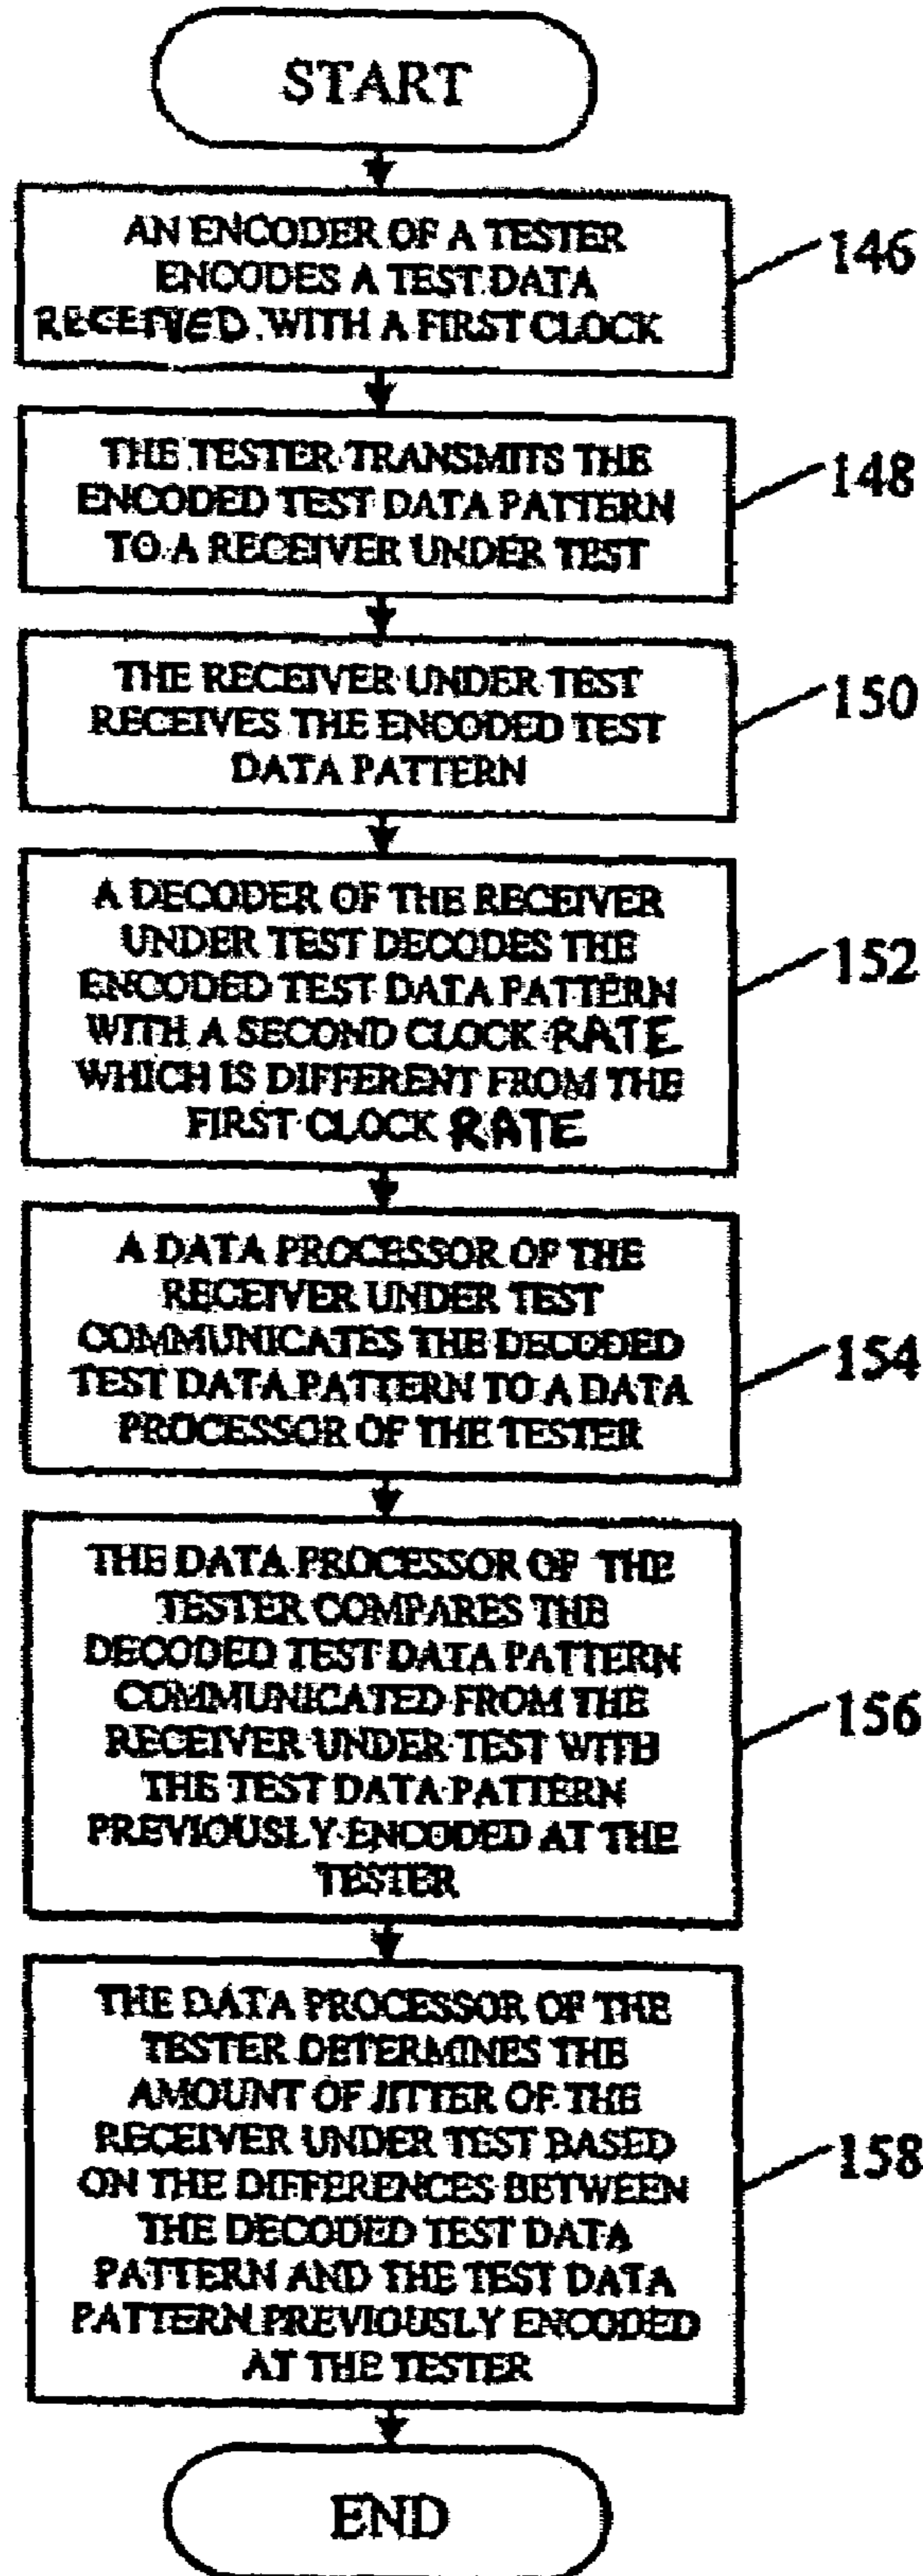 START
AN ENCODER OF A TESTER
ENCODES A TEST DATA
RECEIVED WITH A FIRST CLOCK
146
THE TESTER TRANSMITS THE
ENCODED TEST DATA PATTERN
TO A RECEIVER UNDER TEST
148
THE RECEIVER UNDER TEST
RECEIVES THE ENCODED TEST
DATA PATTERN
150
A DECODER OF THE RECEIVER
UNDER TEST DECODES THE
ENCODED TEST DATA PATTERN
WITH A SECOND CLOCK RATE
WHICH IS DIFFERENT FROM THE
FIRST CLOCK RATE
152
A DATA PROCESSOR OF THE
RECEIVER UNDER TEST
COMMUNICATES THE DECODED
TEST DATA PATTERN TO A DATA
PROCESSOR OF THE TESTER
154
THE DATA PROCESSOR OF THE
TESTER COMPARES THE
DECODED TEST DATA PATTERN
COMMUNICATED FROM THE
RECEIVER UNDER TEST WITH
THE TEST DATA PATTERN
PREVIOUSLY ENCODED AT THE
TESTER
156
THE DATA PROCESSOR OF THE
TESTER DETERMINES THE
AMOUNT OF JITTER OF THE
RECEIVER UNDER TEST BASED
ON THE DIFFERENCES BETWEEN
THE DECODED TEST DATA
PATTERN AND THE TEST DATA
PATTERN PREVIOUSLY ENCODED
AT THE TESTER
158
END